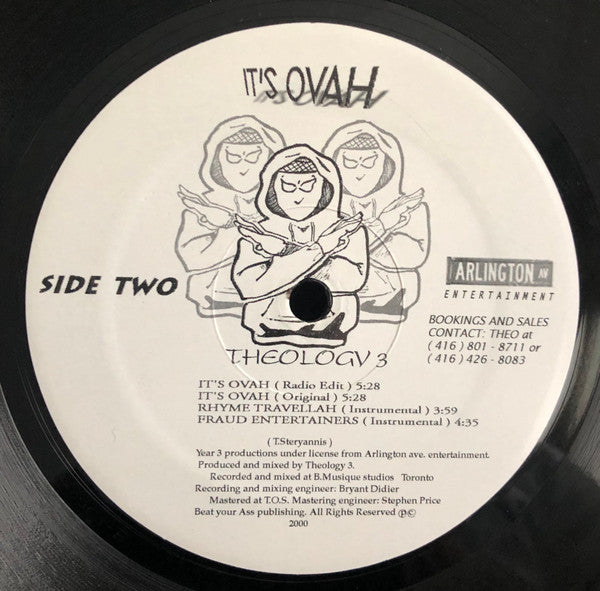 IT'S OVAH
SIDE TWO
ARLINGTON AV
ENTERTAINMENT
BOOKINGS AND SALES
CONTACT: THEO at
( 416 ) 801 - 8711 or
( 416 ) 426 - 8083
THEOLOGY 3
IT'S OVAH ( Radio Edit ) 5:28
IT'S OVAH ( Original ) 5:28
RHYME TRAVELLAH ( Instrumental ) 3:59
FRAUD ENTERTAINERS ( Instrumental ) 4:35
( T.Steryannis )
Year 3 productions under license from Arlington ave. entertainment.
Produced and mixed by Theology 3.
Recorded and mixed at B.Musique studios Toronto
Recording and mixing engineer: Bryant Didier
Mastered at T.O.S. Mastering engineer: Stephen Price
Beat your Ass publishing. All Rights Reserved ℗©
2000